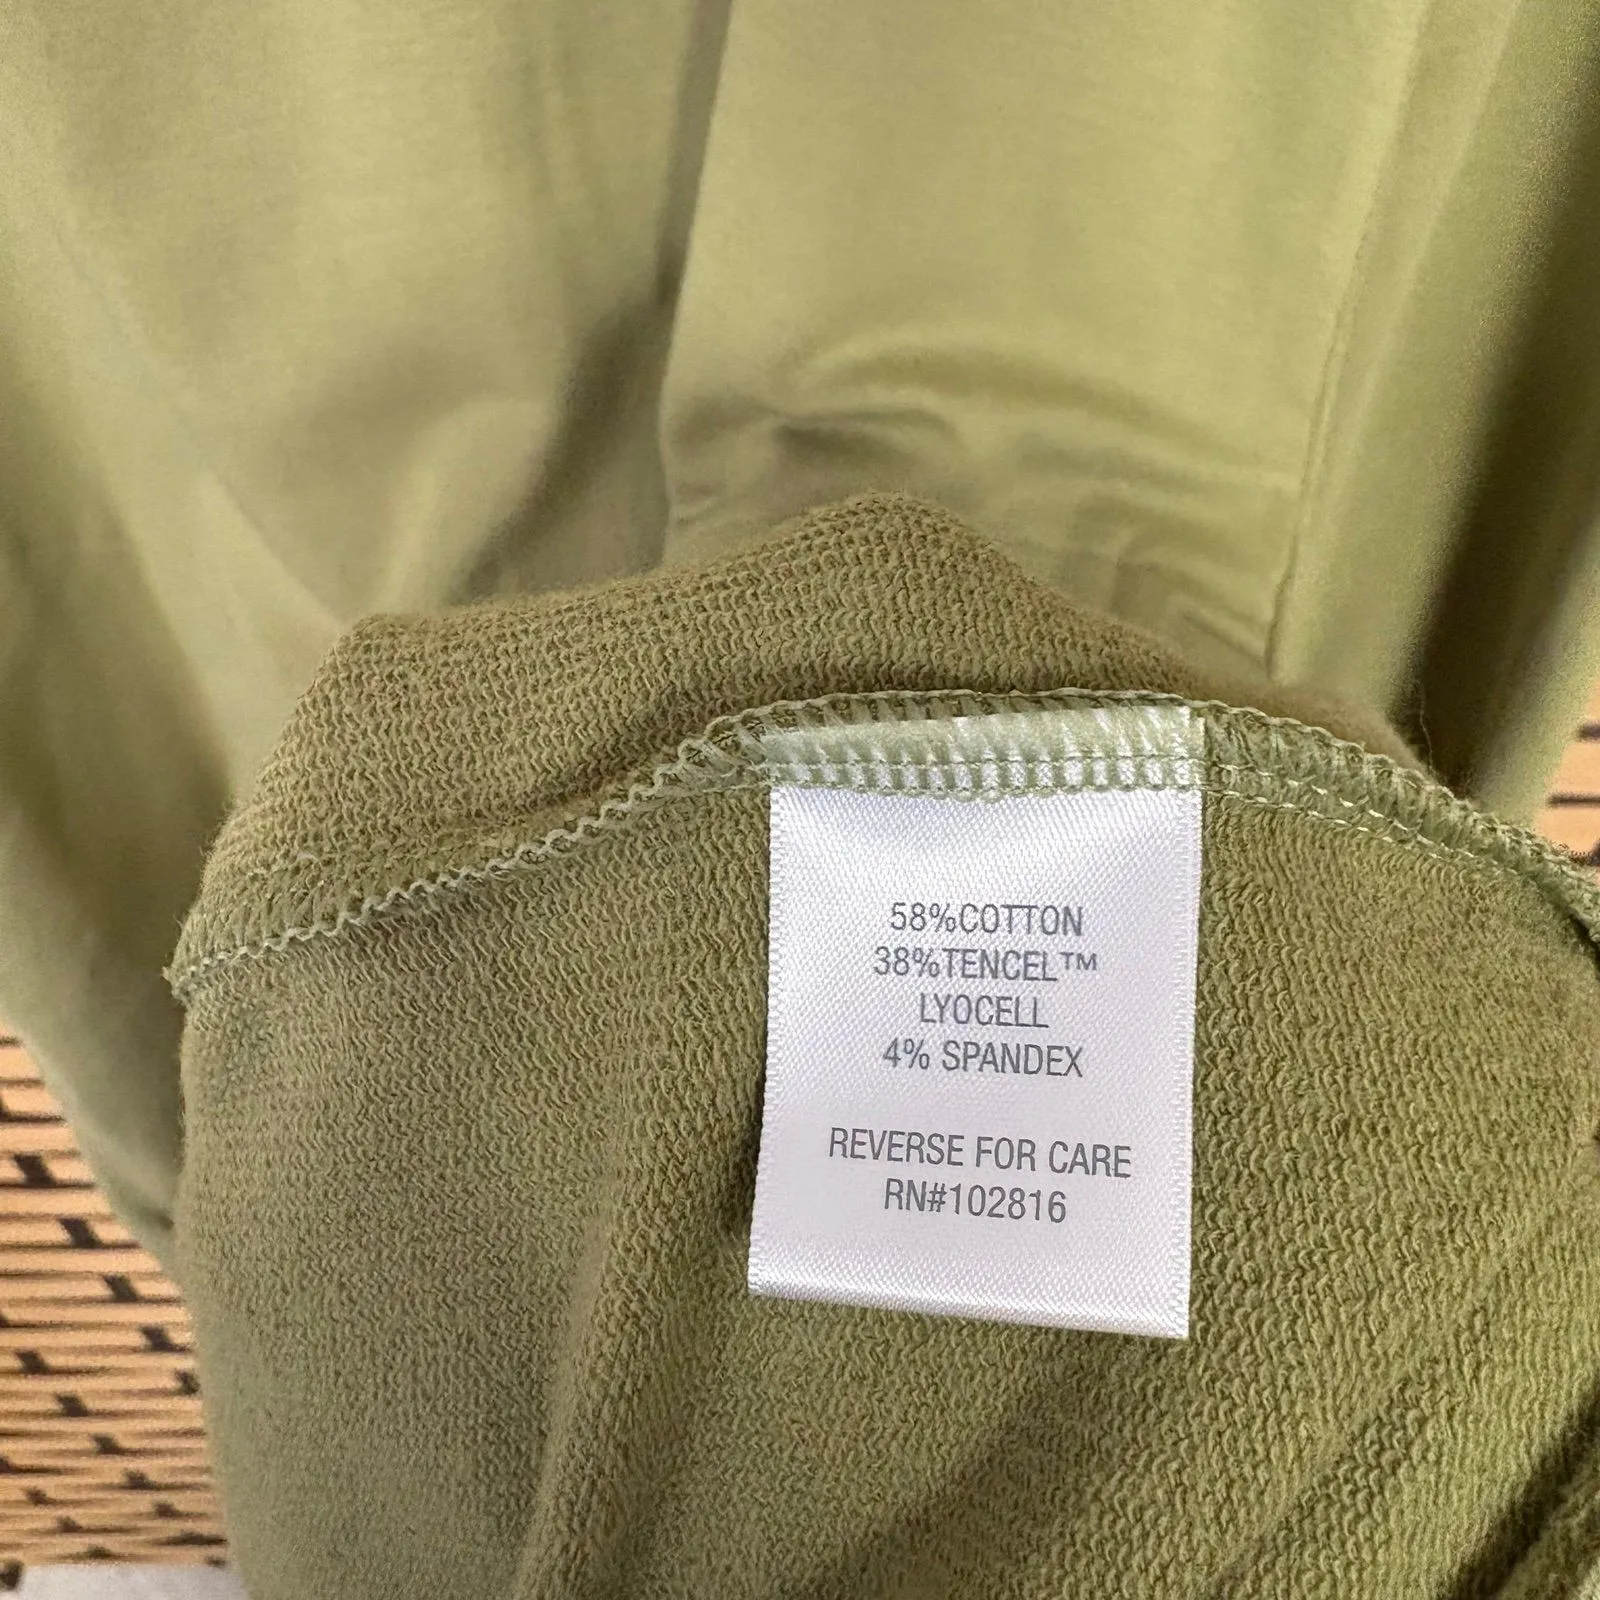 58%COTTON
38%TENCEL™
LYOCELL
4% SPANDEX
REVERSE FOR CARE
RN#102816